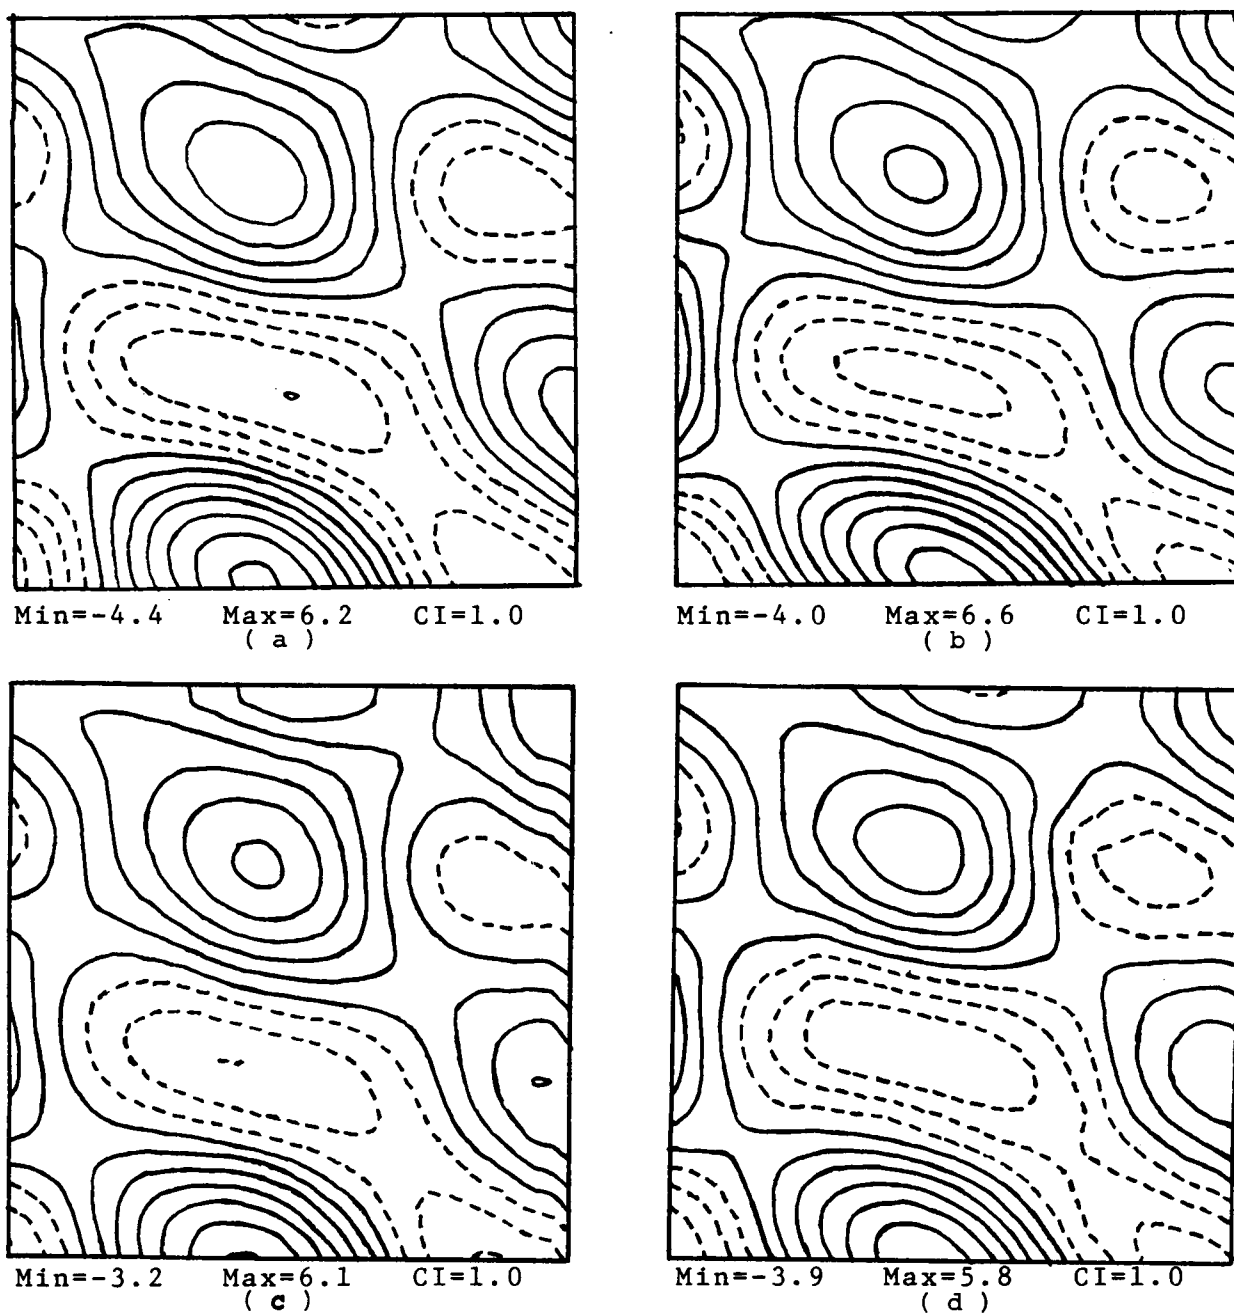 Min=-4.4 Max=6.2 CI=1.0
( a )
Min=-4.0 Max=6.6 CI=1.0
( b )
Min=-3.2 Max=6.1 CI=1.0
( c )
Min=-3.9 Max=5.8 CI=1.0
( d )